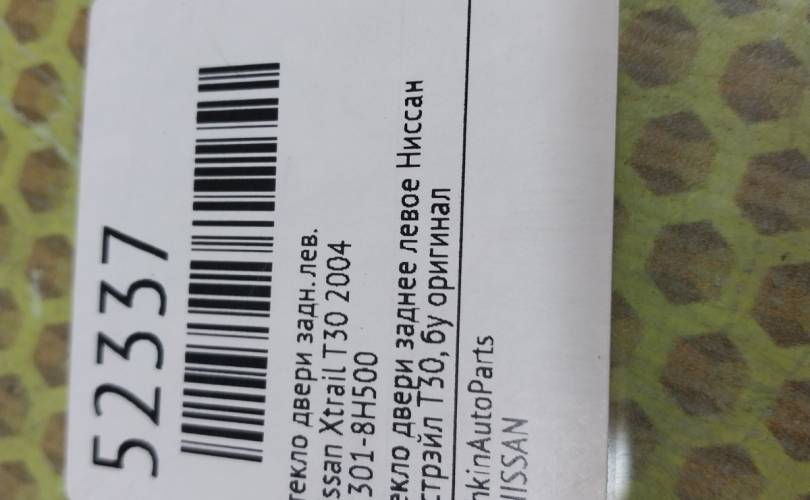 52337
текло двери задн.лев.
ssan Xtrail T30 2004
301-8H500
екло двери заднее левое Ниссан
стрэйл Т30, бу оригинал
nkinAutoParts
NISSAN